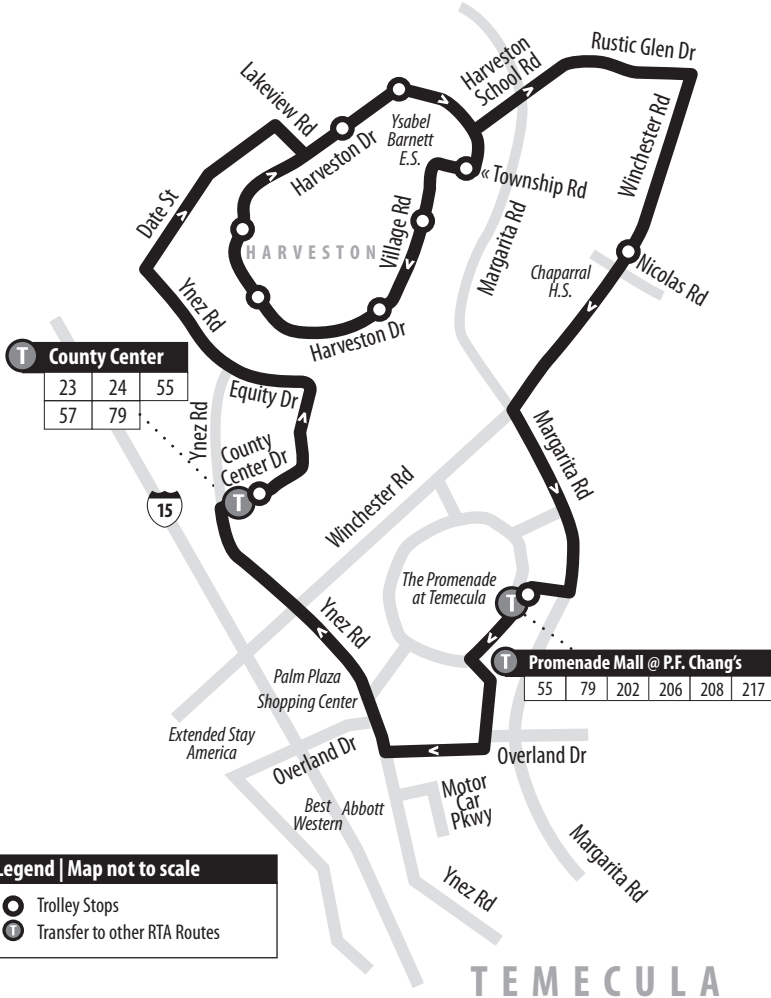 Rustic Glen Dr
Harveston
School Rd
Lakeview Rd
Winchester Rd
Ysabel
Barnett
E.S.
Harveston Dr
« Township Rd
Date St
Village Rd
Margarita Rd
HARVESTON
Chaparral
H.S.
Nicolas Rd
Ynez Rd
Harveston Dr
T County Center
23 24 55
57 79
Equity Dr
Ynez Rd
County
Center Dr
T
15
Margarita Rd
Winchester Rd
The Promenade
at Temecula
T
Ynez Rd
T Promenade Mall @ P.F. Chang's
55 79 202 206 208 217
Palm Plaza
Shopping Center
Extended Stay
America
Overland Dr
Overland Dr
Motor
Car
Pkwy
Best
Western
Abbott
Margarita Rd
Ynez Rd
Legend | Map not to scale
Trolley Stops
T Transfer to other RTA Routes
TEMECULA